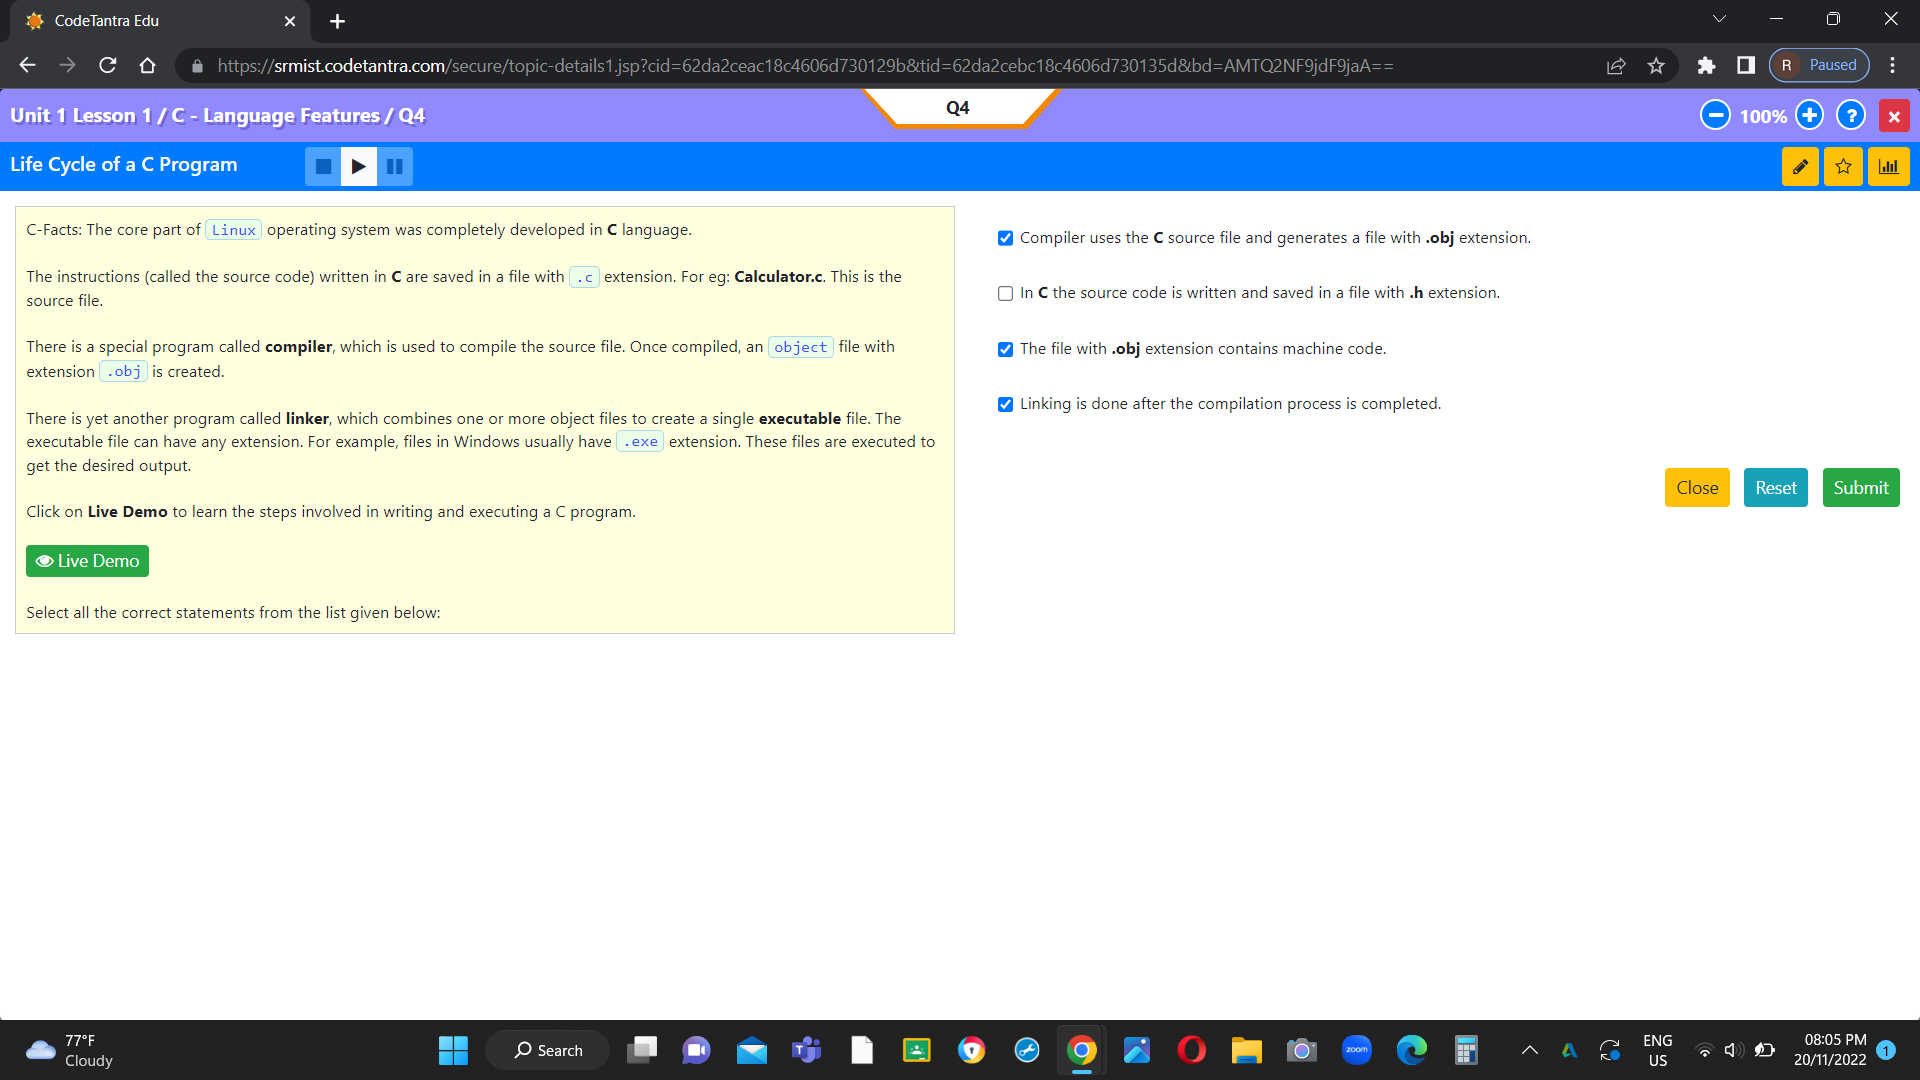 CodeTantra Edu
https://srmist.codetantra.com/secure/topic-details1.jsp?cid=62da2ceac18c4606d730129b&tid=62da2cebc18c4606d730135d&bd=AMTQ2NF9jdF9jaA==
R Paused
Unit 1 Lesson 1 / C - Language Features / Q4
Q4
100%
?
Life Cycle of a C Program
C-Facts: The core part of Linux operating system was completely developed in C language.
The instructions (called the source code) written in C are saved in a file with .c extension. For eg: Calculator.c. This is the
source file.
There is a special program called compiler, which is used to compile the source file. Once compiled, an object file with
extension .obj is created.
There is yet another program called linker, which combines one or more object files to create a single executable file. The
executable file can have any extension. For example, files in Windows usually have .exe extension. These files are executed to
get the desired output.
Click on Live Demo to learn the steps involved in writing and executing a C program.
Live Demo
Select all the correct statements from the list given below:
Compiler uses the C source file and generates a file with .obj extension.
In C the source code is written and saved in a file with .h extension.
The file with .obj extension contains machine code.
Linking is done after the compilation process is completed.
Close
Reset
Submit
77°F
Cloudy
Search
zoom
ENG
US
08:05 PM
20/11/2022
1